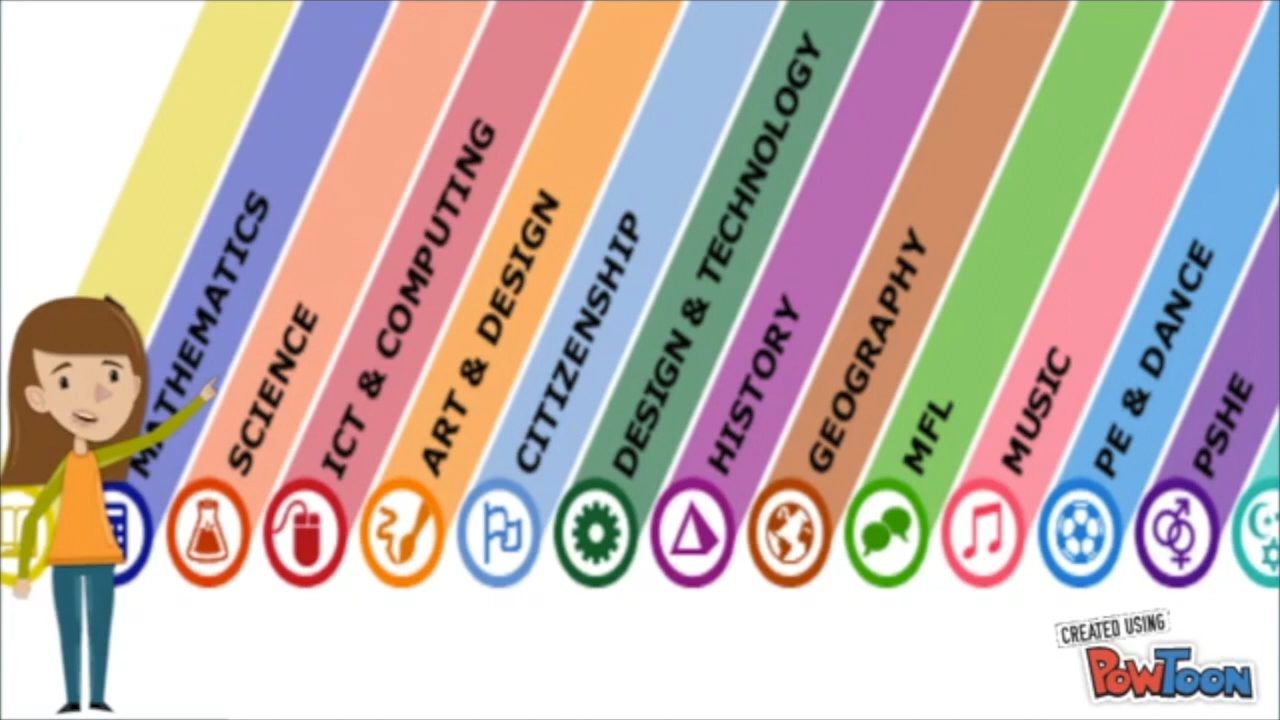 MATHEMATICS
SCIENCE
ICT & COMPUTING
ART & DESIGN
CITIZENSHIP
DESIGN & TECHNOLOGY
HISTORY
GEOGRAPHY
MFL
MUSIC
PE & DANCE
PSHE
CREATED USING
POWTOON